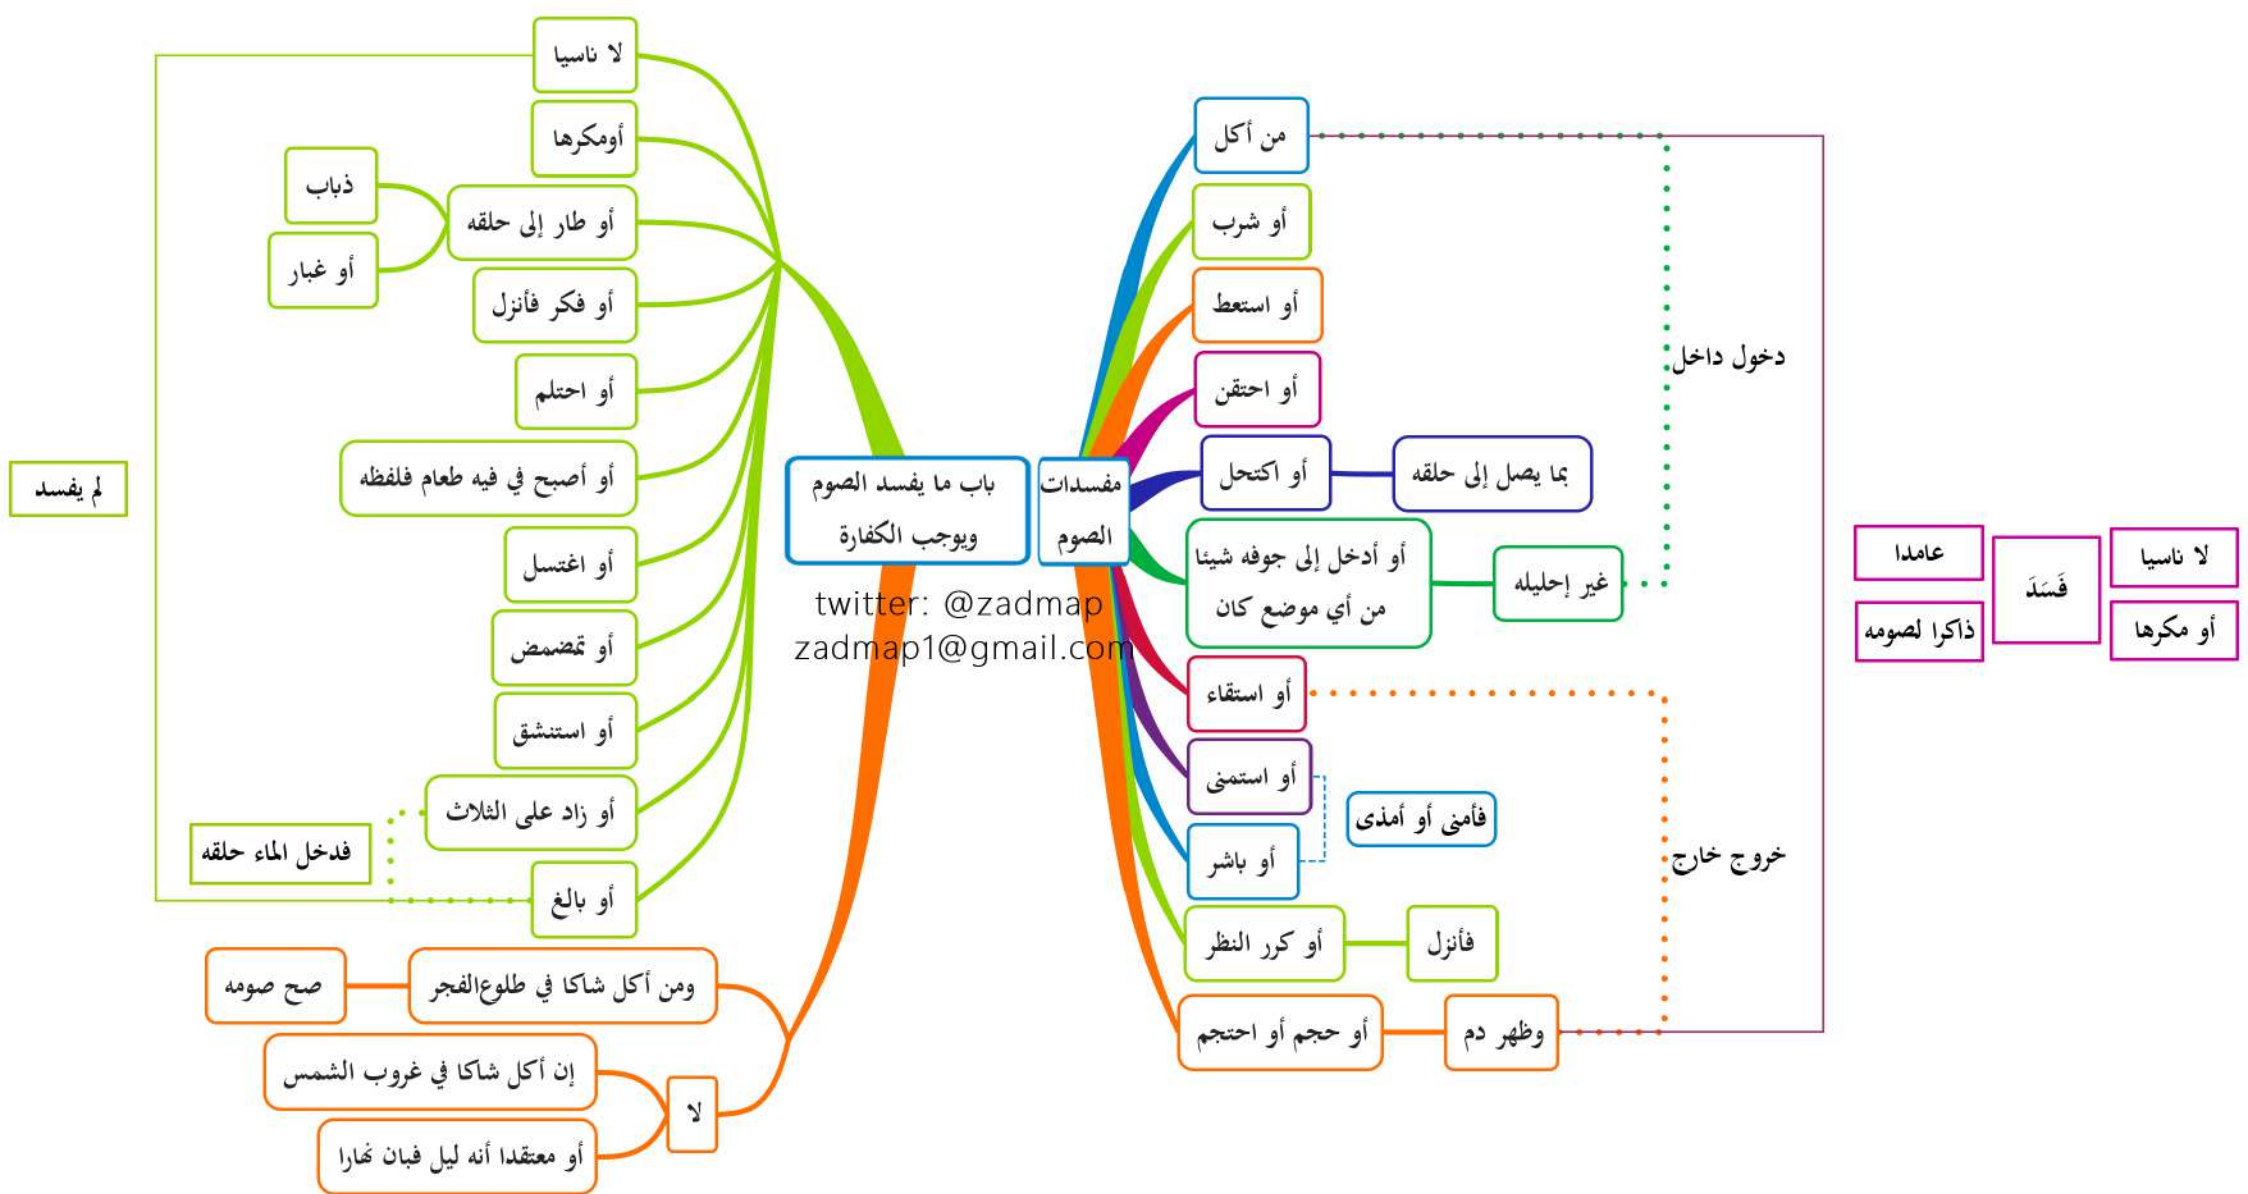 باب ما يفسد الصوم
ويوجب الكفارة
twitter: @zadmap
zadmap1@gmail.com
مفسدات
الصوم
من أكل
أو شرب
أو استعط
أو احتقن
أو اكتحل
بما يصل إلى حلقه
أو أدخل إلى جوفه شيئا
من أي موضع كان
غير إحليله
دخول داخل
أو استقاء
أو استمنى
أو باشر
فأمنى أو أمذى
أو كرر النظر
فأنزل
أو حجم أو احتجم
وظهر دم
خروج خارج
لا ناسيا
أو مكرها
فَسَدَ
عامدا
ذاكرا لصومه
لا ناسيا
أومكرها
أو طار إلى حلقه
ذباب
أو غبار
أو فكر فأنزل
أو احتلم
أو أصبح في فيه طعام فلفظه
أو اغتسل
أو تمضمض
أو استنشق
أو زاد على الثلاث
أو بالغ
فدخل الماء حلقه
لم يفسد
ومن أكل شاكا في طلوع الفجر
صح صومه
لا
إن أكل شاكا في غروب الشمس
أو معتقدا أنه ليل فبان نهارا